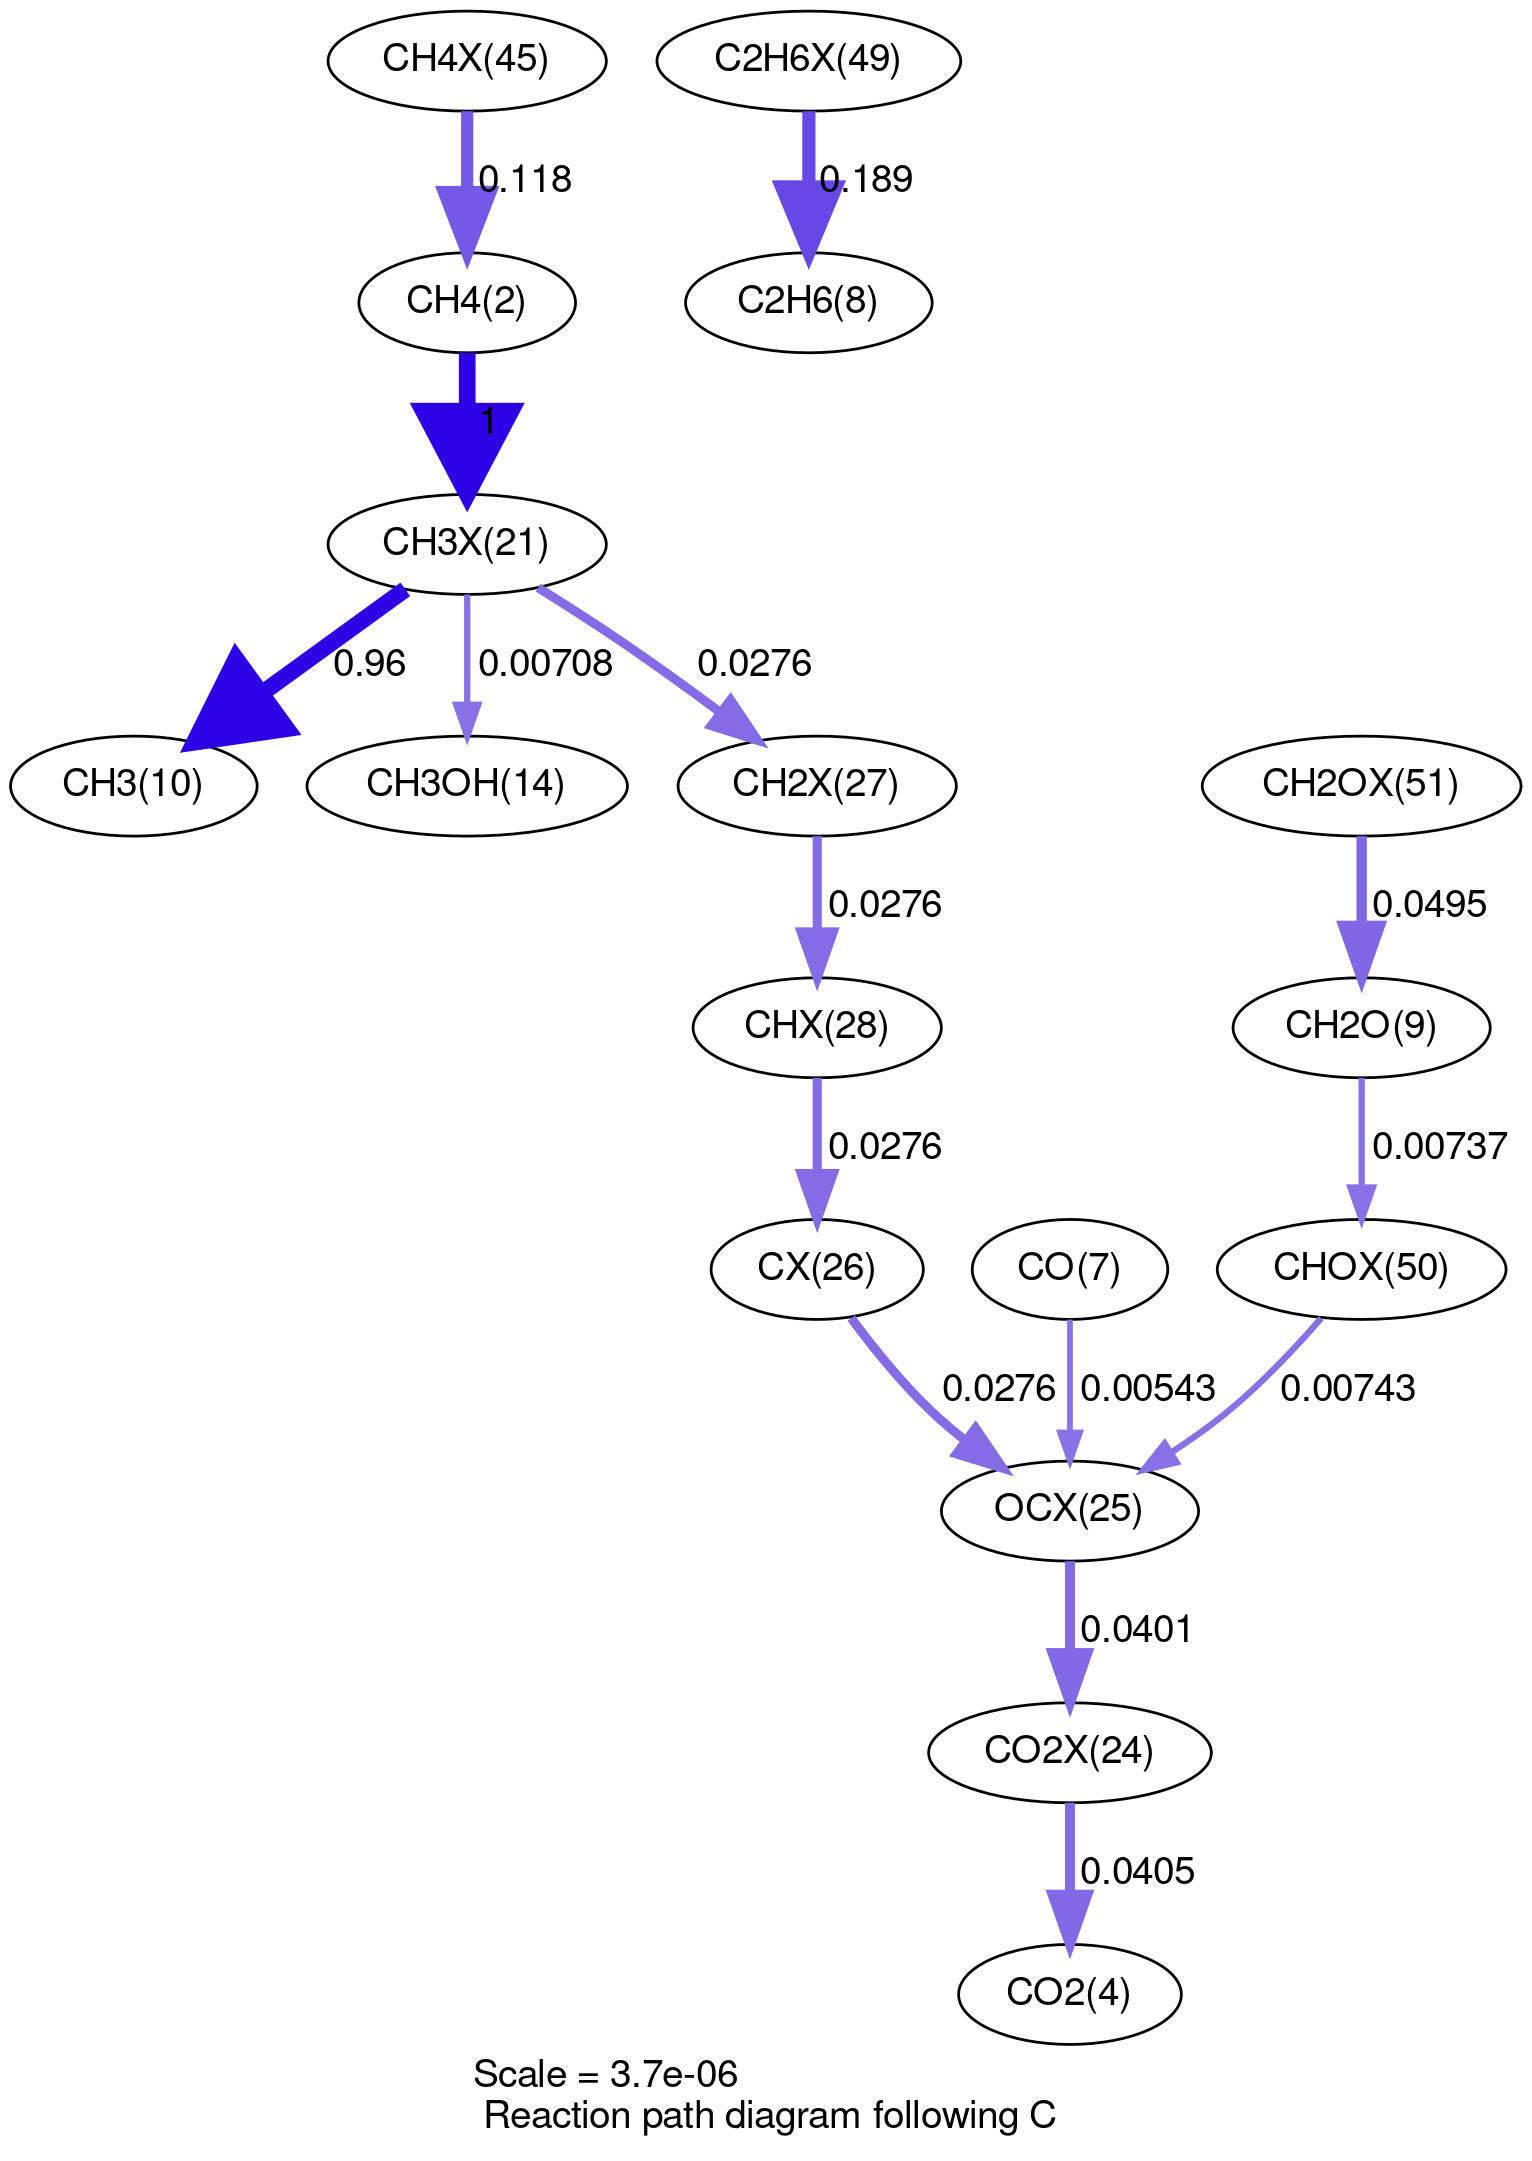 CH4X(45)
C2H6X(49)
0.118
0.189
CH4(2)
C2H6(8)
1
CH3X(21)
0.96
0.00708
0.0276
CH3(10)
CH3OH(14)
CH2X(27)
CH2OX(51)
0.0276
0.0495
CHX(28)
CH2O(9)
0.0276
0.00737
CX(26)
CO(7)
CHOX(50)
0.0276
0.00543
0.00743
OCX(25)
0.0401
CO2X(24)
0.0405
CO2(4)
Scale = 3.7e-06
Reaction path diagram following C